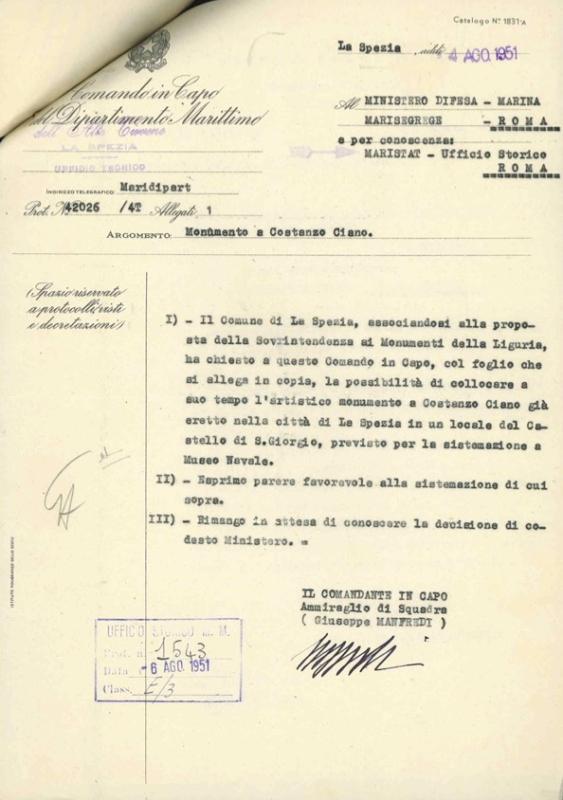 Catalogo N° 1831-A
La Spezia addì 4 AGO. 1951
Comando in Capo
del Dipartimento Marittimo
dell'Alto Tirreno
LA SPEZIA
UFFICIO TECNICO
INDIRIZZO TELEGRAFICO: Maridipart
Prot. N. 42026 /4T Allegati 1
Al MINISTERO DIFESA - MARINA
MARISEGREGE - ROMA
e per conoscenza:
MARISTAT - Ufficio Storico
ROMA
ARGOMENTO: Monumento a Costanzo Ciano.
(Spazio riservato
a protocolli, visti
e decretazioni)
I) - Il Comune di La Spezia, associandosi alla propo-
sta della Sovrintendenza ai Monumenti della Liguria,
ha chiesto a questo Comando in Capo, col foglio che
si allega in copia, la possibilità di collocare a
suo tempo l'artistico monumento a Costanzo Ciano già
eretto nella città di La Spezia in un locale del Ca-
stello di S.Giorgio, previsto per la sistemazione a
Museo Navale.
II) - Esprimo parere favorevole alla sistemazione di cui
sopra.
III) - Rimango in attesa di conoscere la decisione di co-
desto Ministero. =
IL COMANDANTE IN CAPO
Ammiraglio di Squadra
( Giuseppe MANFREDI )
UFFICIO STORICO M. M.
Prot. n. 1543
Data - 6 AGO. 1951
Class. E/3